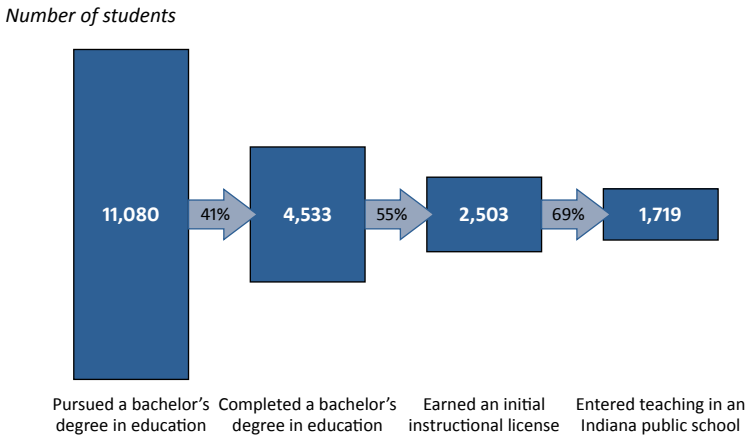 Number of students
11,080
41%
4,533
55%
2,503
69%
1,719
Pursued a bachelor’s
degree in education
Completed a bachelor’s
degree in education
Earned an initial
instructional license
Entered teaching in an
Indiana public school